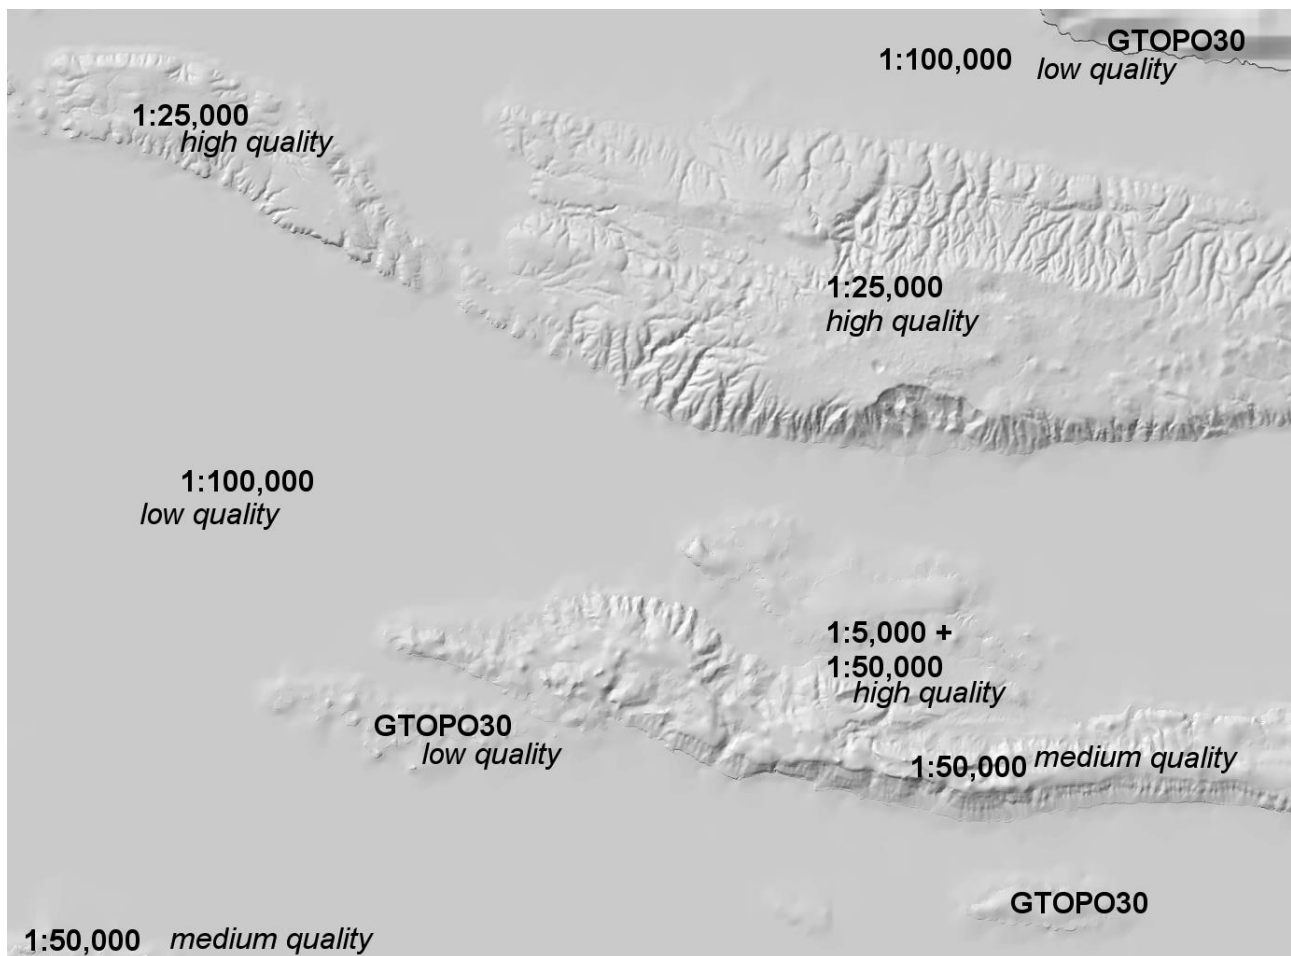 GTOPO30
1:100,000
low quality
1:25,000
high quality
1:25,000
high quality
1:100,000
low quality
1:5,000 +
1:50,000
high quality
GTOPO30
low quality
1:50,000 medium quality
GTOPO30
1:50,000 medium quality